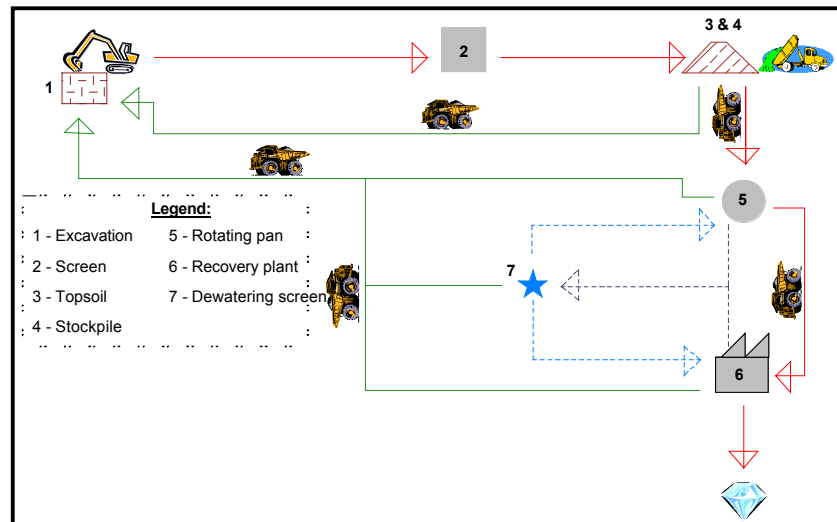 3 & 4
2
1
5
Legend:
1 - Excavation
5 - Rotating pan
2 - Screen
6 - Recovery plant
3 - Topsoil
7 - Dewatering screen
4 - Stockpile
7
6